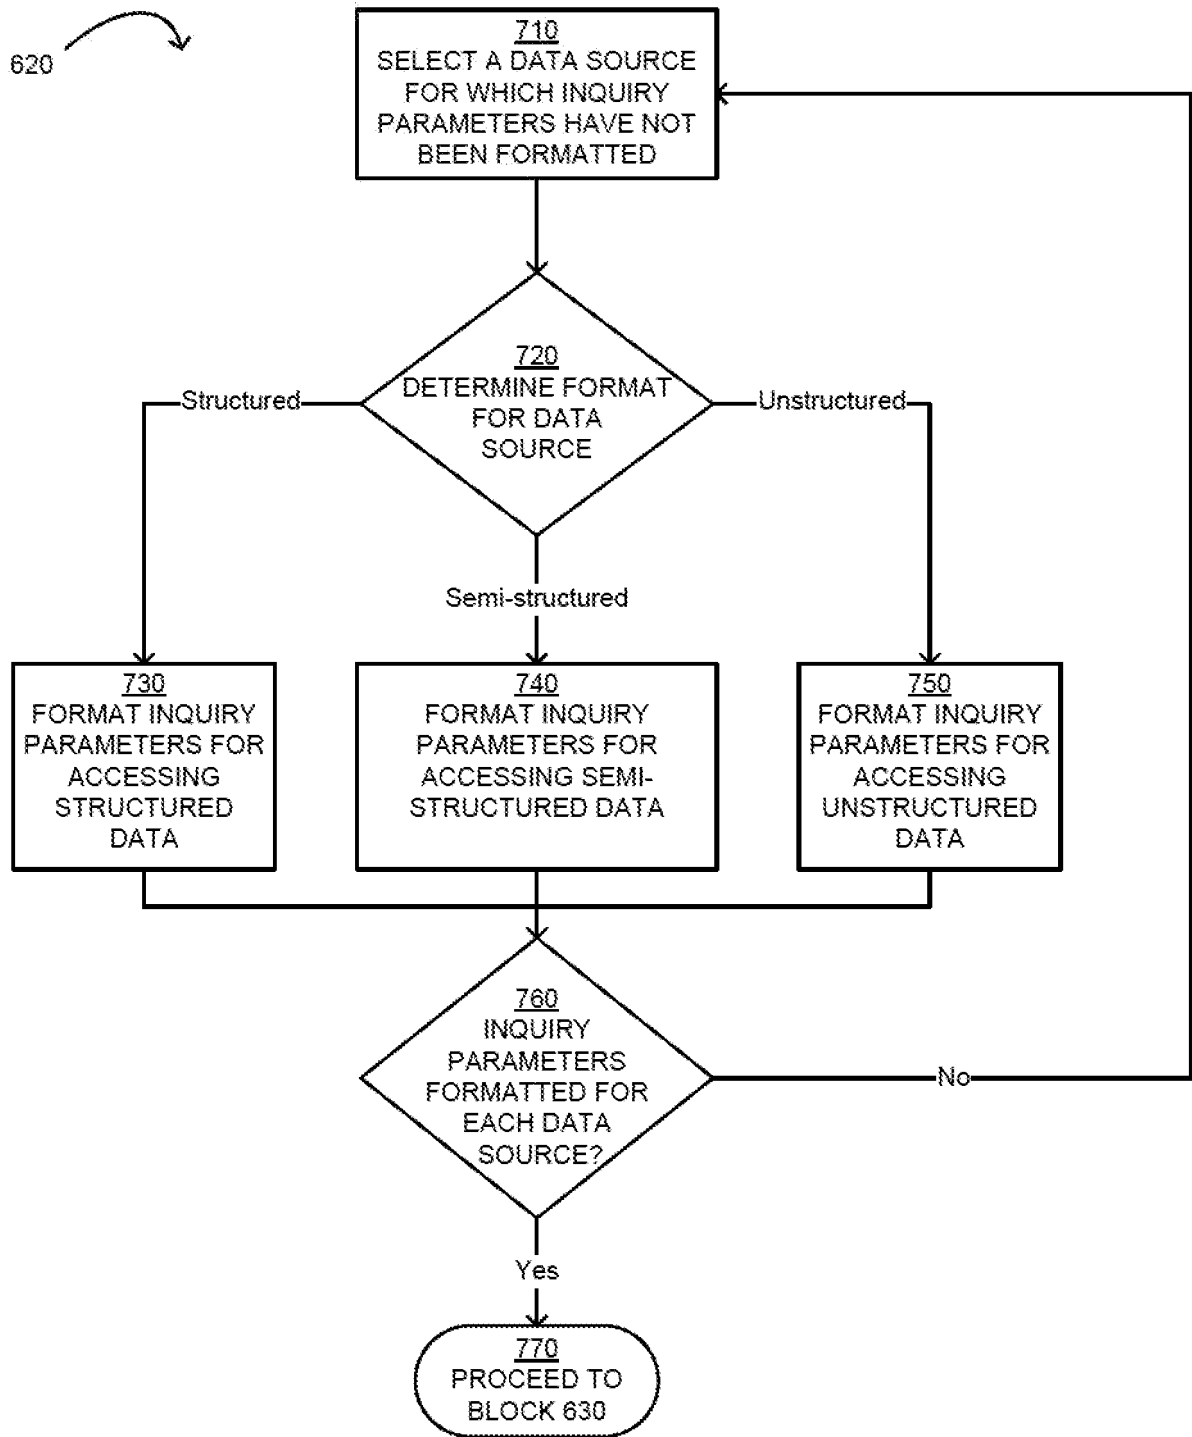 620
710
SELECT A DATA SOURCE
FOR WHICH INQUIRY
PARAMETERS HAVE NOT
BEEN FORMATTED
720
DETERMINE FORMAT
FOR DATA
SOURCE
Structured
Unstructured
Semi-structured
730
FORMAT INQUIRY
PARAMETERS FOR
ACCESSING
STRUCTURED
DATA
740
FORMAT INQUIRY
PARAMETERS FOR
ACCESSING SEMI-
STRUCTURED DATA
750
FORMAT INQUIRY
PARAMETERS FOR
ACCESSING
UNSTRUCTURED
DATA
760
INQUIRY
PARAMETERS
FORMATTED FOR
EACH DATA
SOURCE?
No
Yes
770
PROCEED TO
BLOCK 630